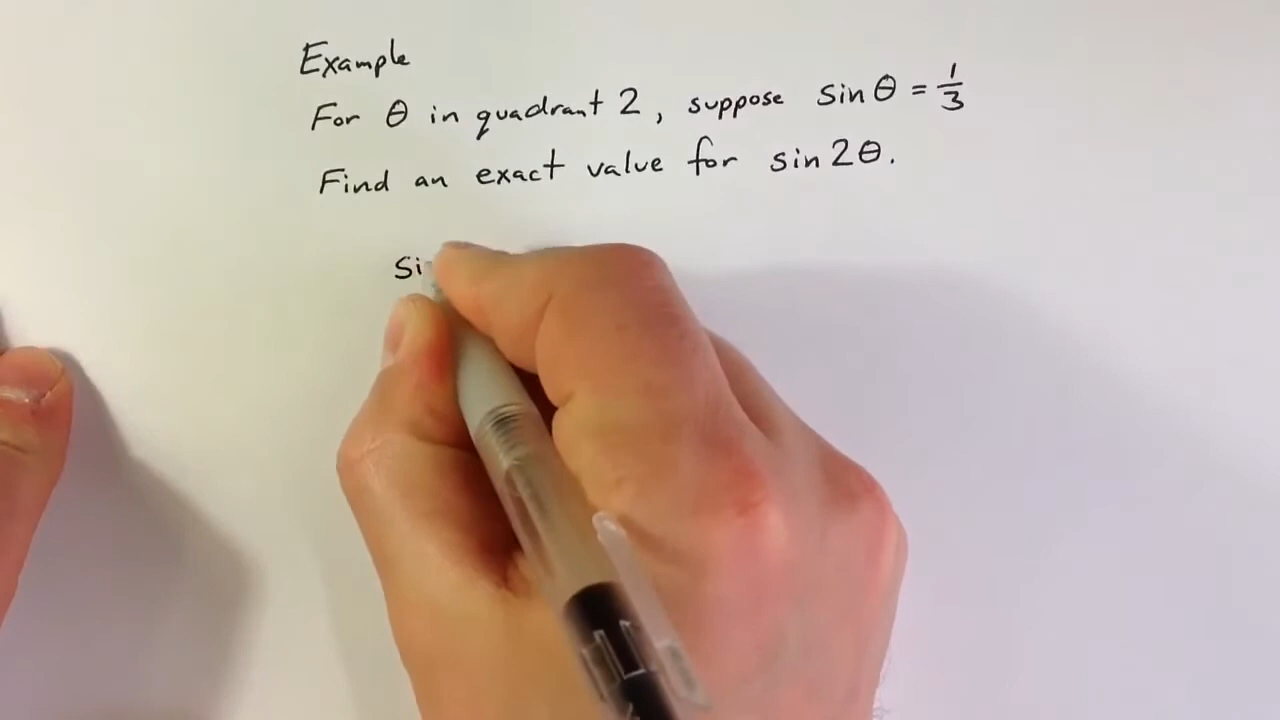 Example
For θ in quadrant 2, suppose sin θ = 1/3
Find an exact value for sin 2θ.
Si